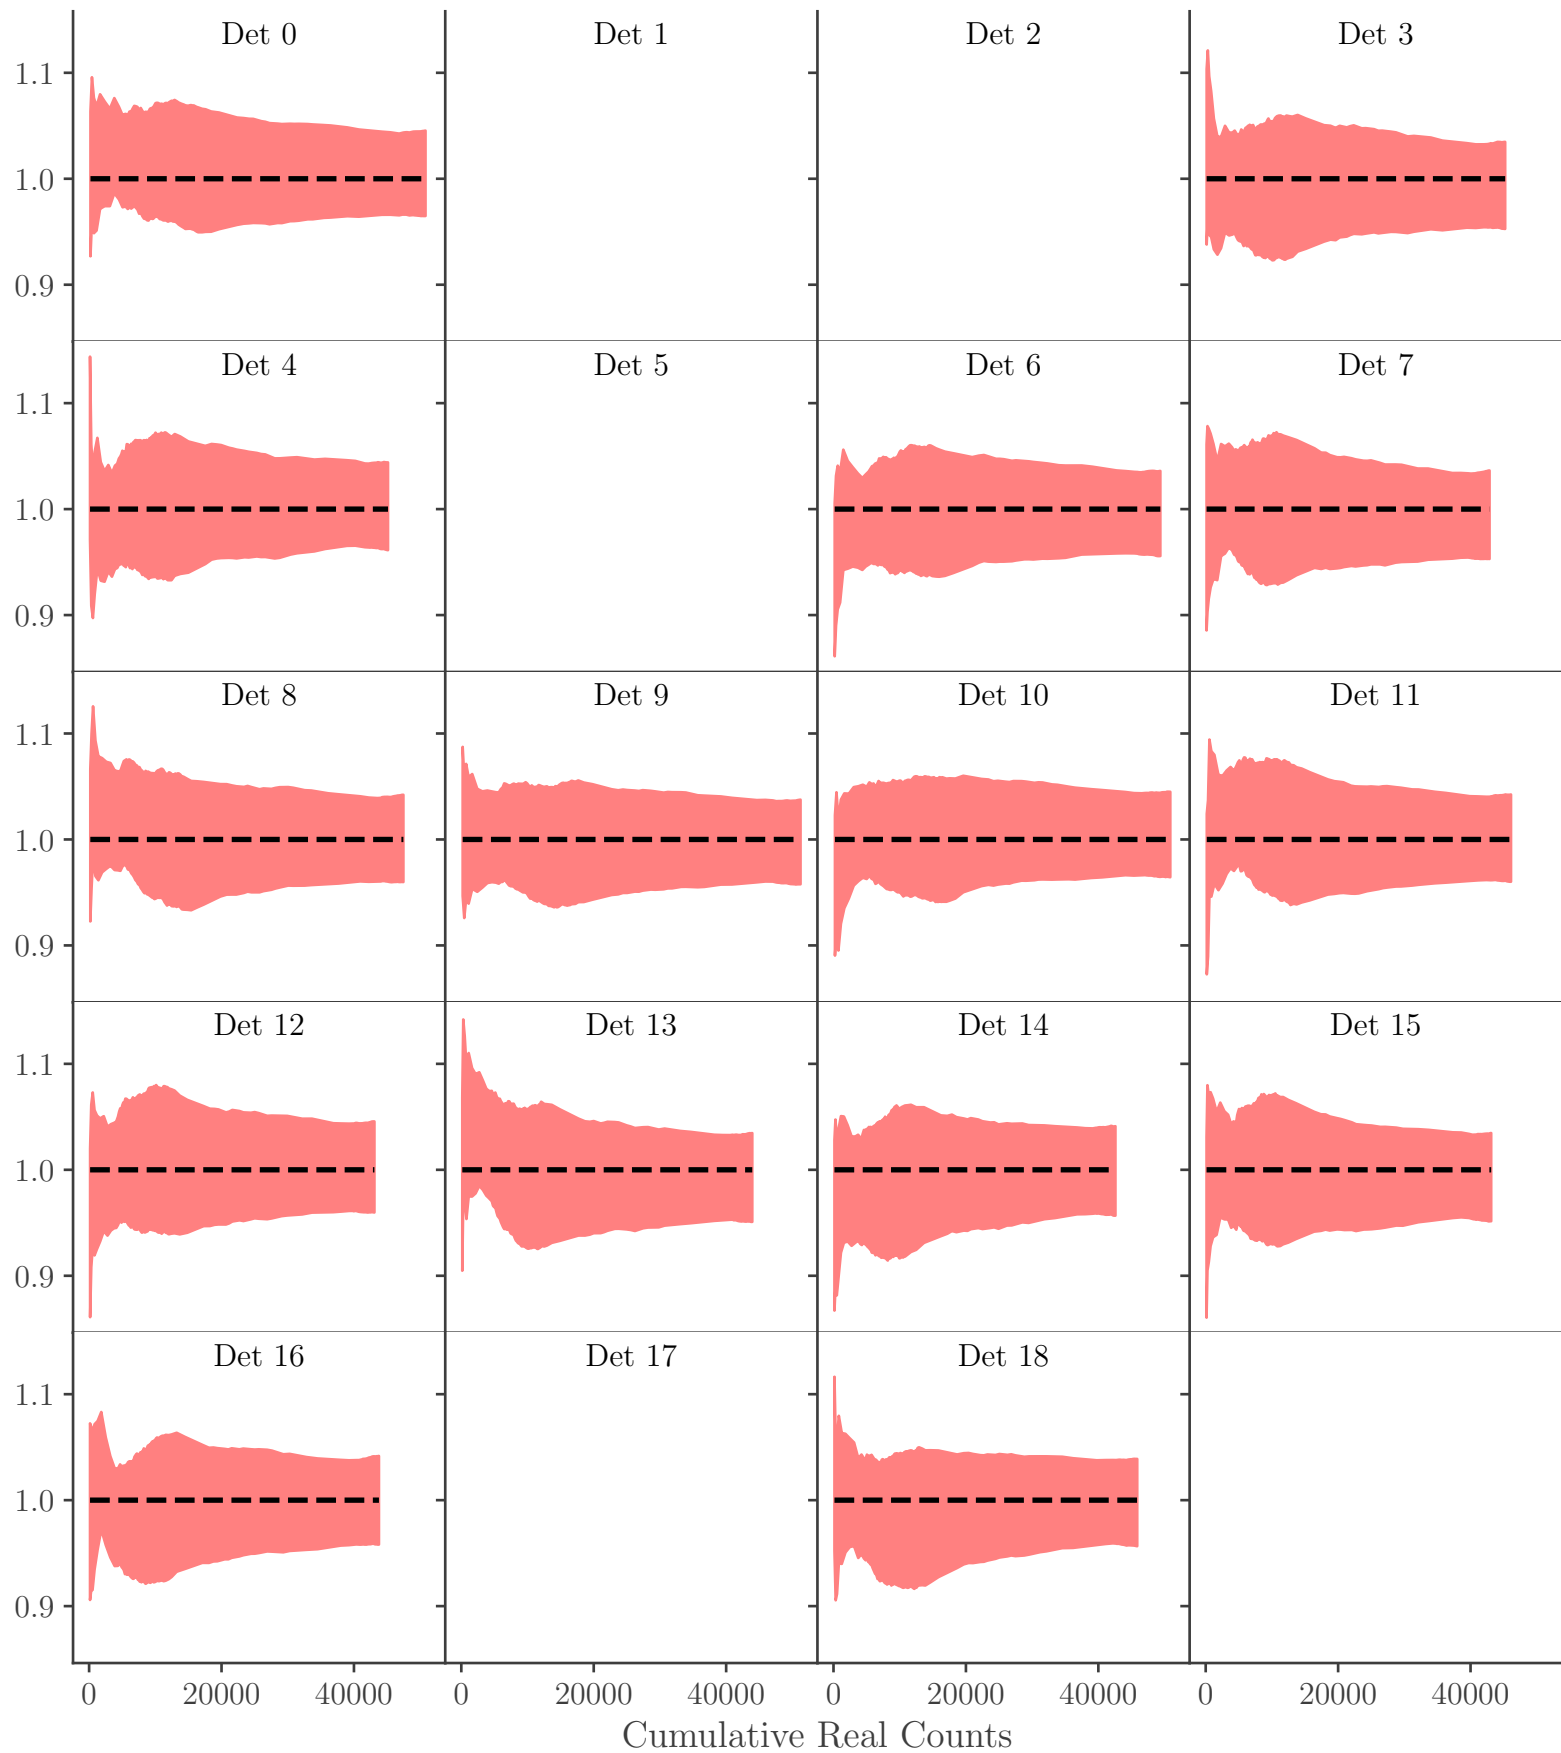 Det 0 Det 1 Det 2 Det 3
1.1
1.0
0.9
Det 4 Det 5 Det 6 Det 7
1.1
1.0
0.9
Det 8 Det 9 Det 10 Det 11
1.1
1.0
0.9
Det 12 Det 13 Det 14 Det 15
1.1
1.0
0.9
Det 16 Det 17 Det 18
1.1
1.0
0.9
0 20000 40000 0 20000 40000 0 20000 40000 0 20000 40000
Cumulative Real Counts